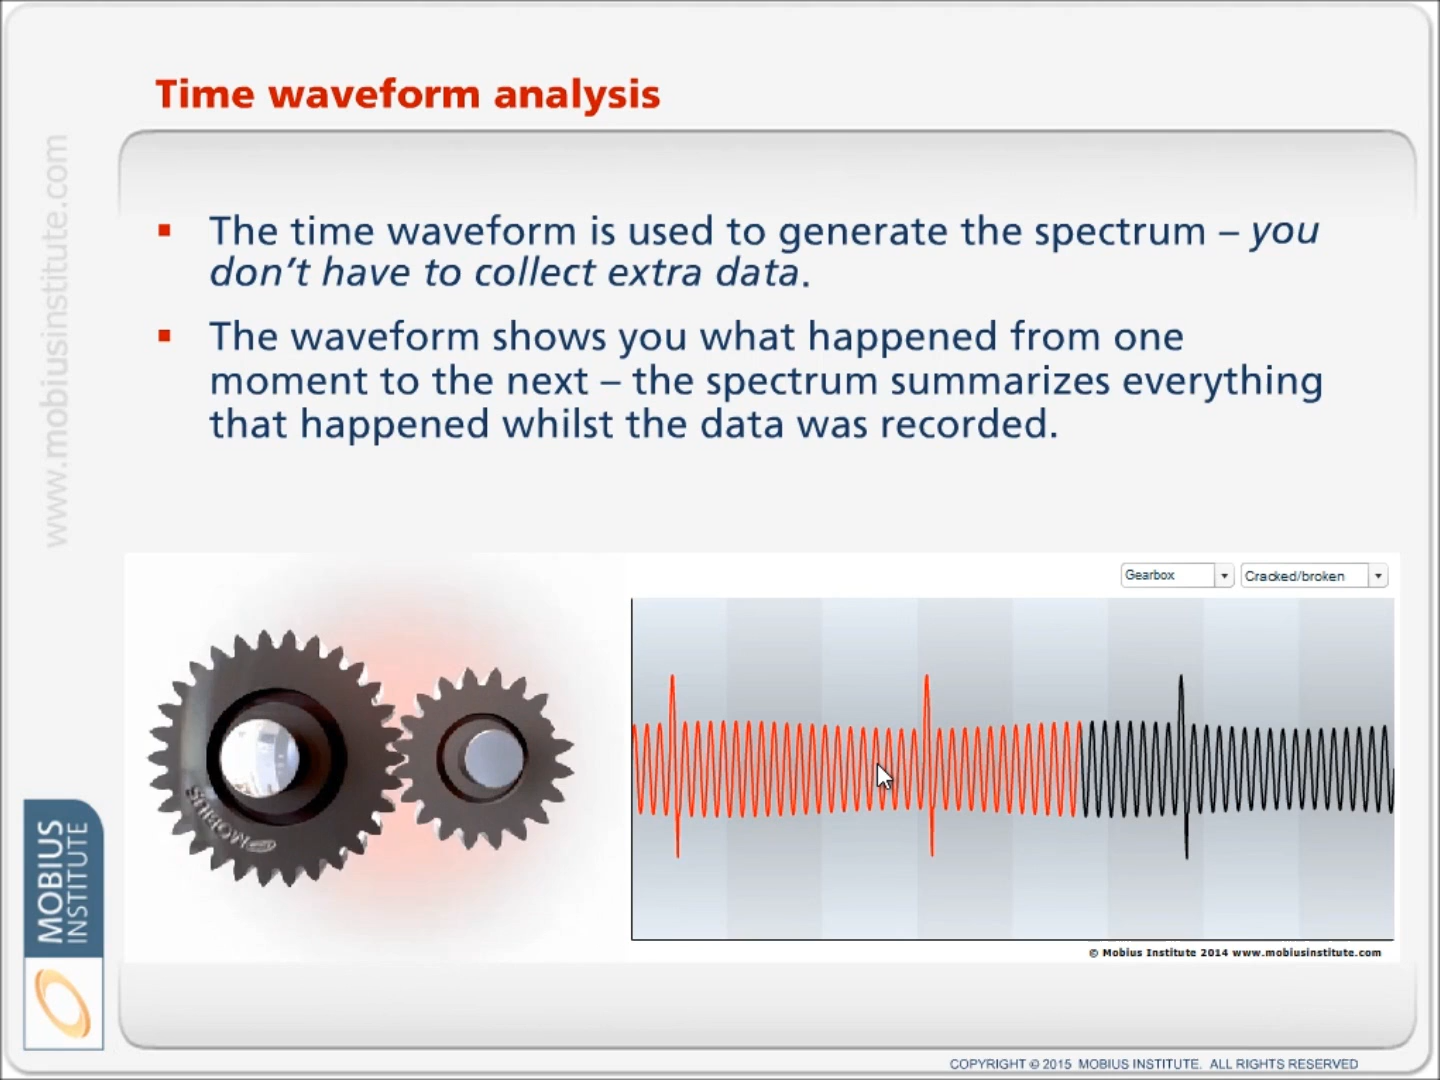 Time waveform analysis
www.mobiusinstitute.com
The time waveform is used to generate the spectrum – you
don't have to collect extra data.
The waveform shows you what happened from one
moment to the next – the spectrum summarizes everything
that happened whilst the data was recorded.
Gearbox
Cracked/broken
MOBIUS
© Mobius Institute 2014 www.mobiusinstitute.com
MOBIUS
INSTITUTE
COPYRIGHT © 2015 MOBIUS INSTITUTE. ALL RIGHTS RESERVED